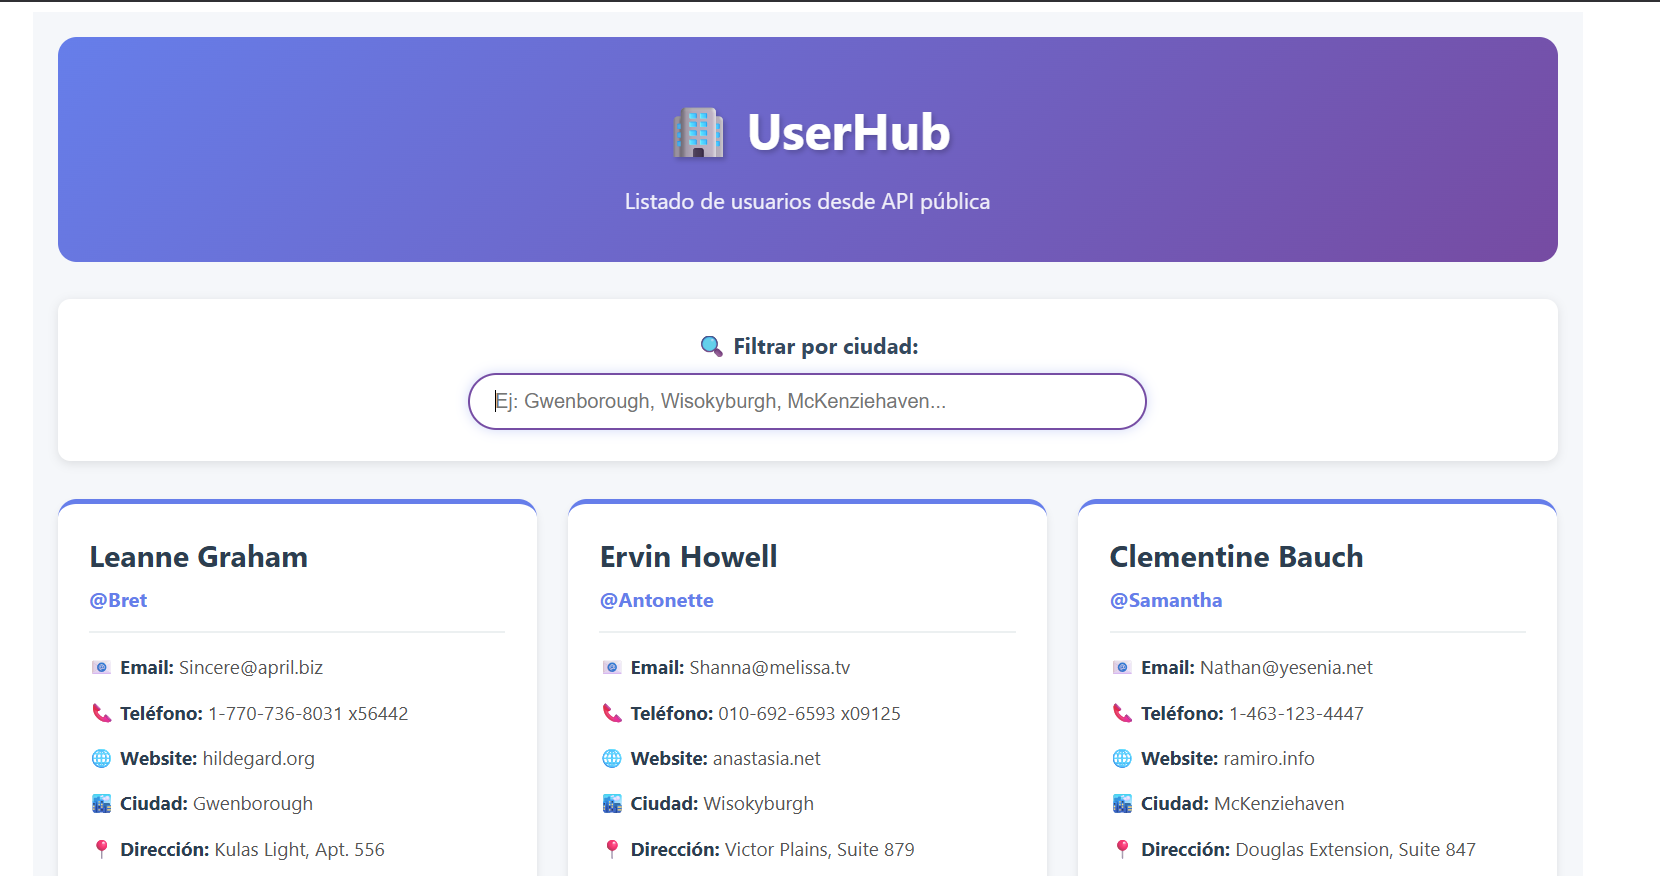 UserHub
Listado de usuarios desde API pública
Filtrar por ciudad:
Ej: Gwenborough, Wisokyburgh, McKenziehaven...
Leanne Graham
@Bret
Email: Sincere@april.biz
Teléfono: 1-770-736-8031 x56442
Website: hildegard.org
Ciudad: Gwenborough
Dirección: Kulas Light, Apt. 556
Ervin Howell
@Antonette
Email: Shanna@melissa.tv
Teléfono: 010-692-6593 x09125
Website: anastasia.net
Ciudad: Wisokyburgh
Dirección: Victor Plains, Suite 879
Clementine Bauch
@Samantha
Email: Nathan@yesenia.net
Teléfono: 1-463-123-4447
Website: ramiro.info
Ciudad: McKenziehaven
Dirección: Douglas Extension, Suite 847